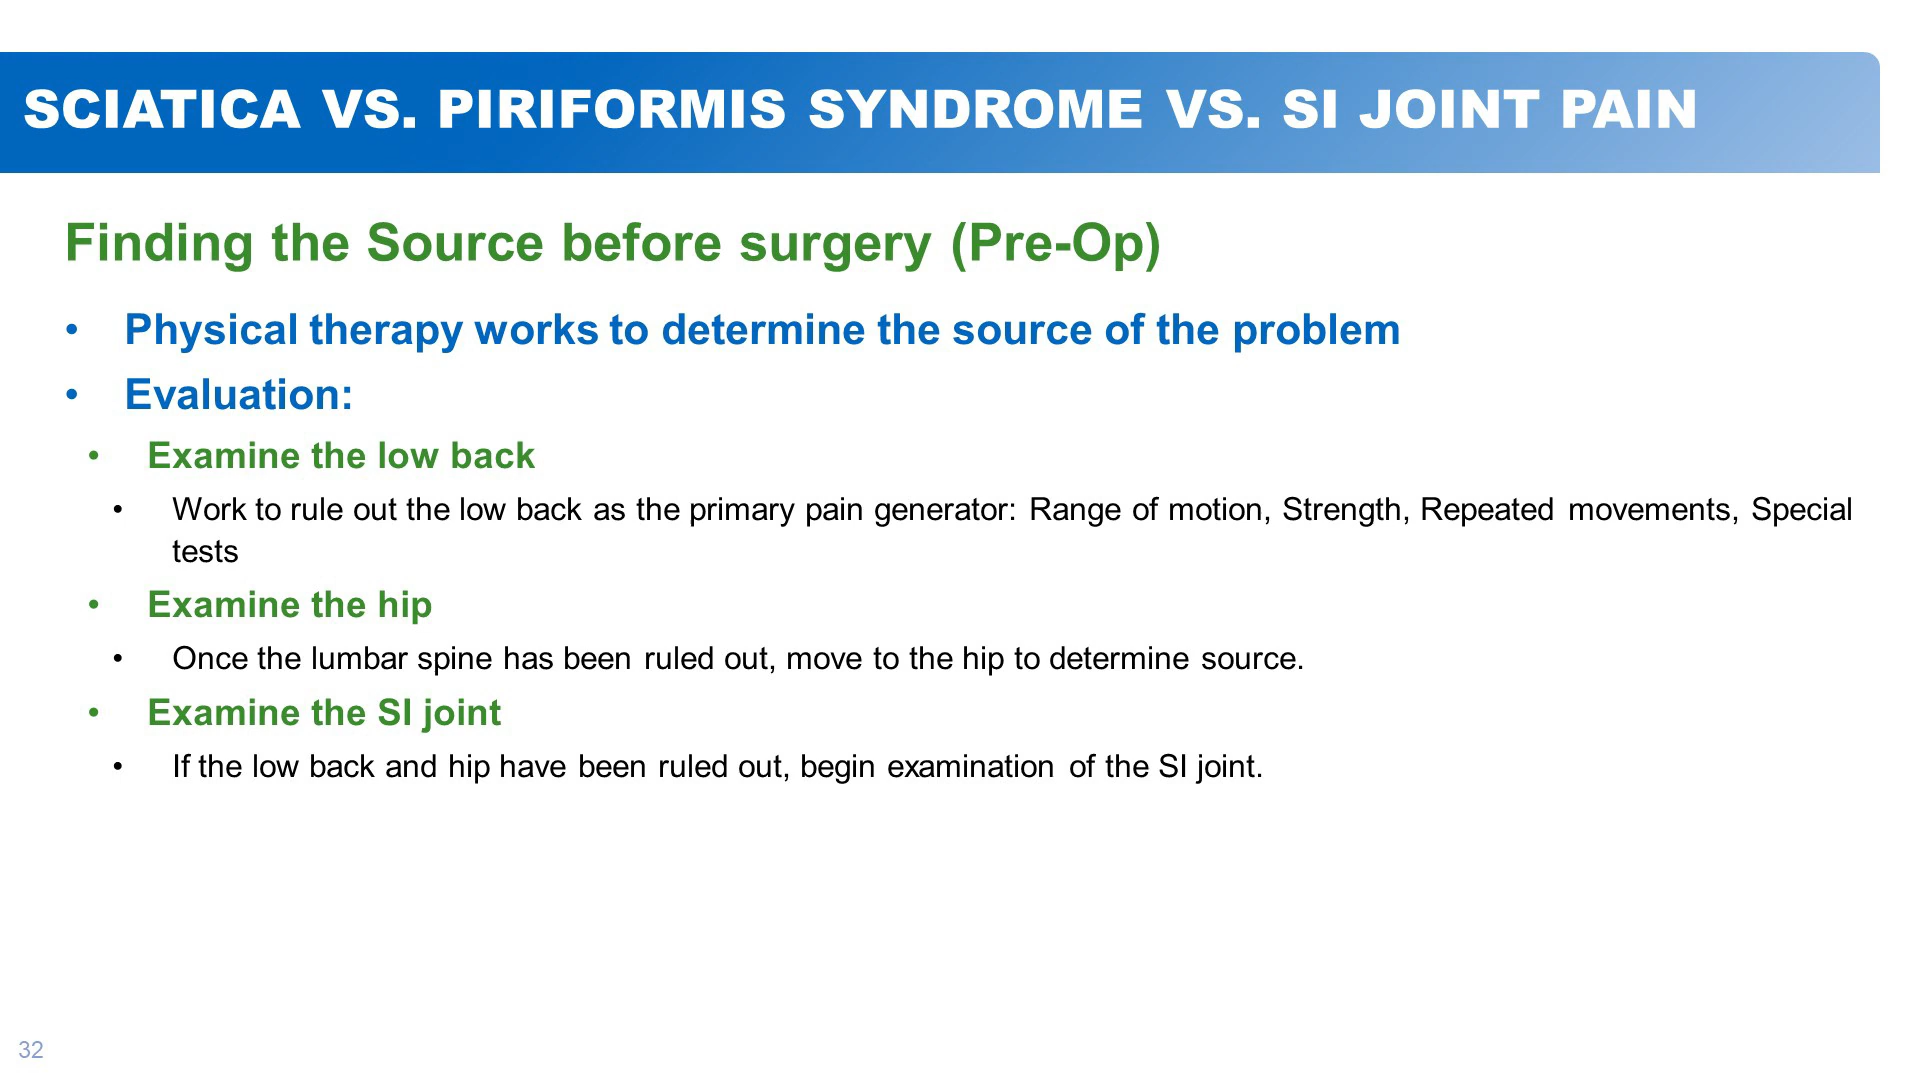 SCIATICA VS. PIRIFORMIS SYNDROME VS. SI JOINT PAIN
Finding the Source before surgery (Pre-Op)
• Physical therapy works to determine the source of the problem
• Evaluation:
• Examine the low back
• Work to rule out the low back as the primary pain generator: Range of motion, Strength, Repeated movements, Special
tests
• Examine the hip
• Once the lumbar spine has been ruled out, move to the hip to determine source.
• Examine the SI joint
• If the low back and hip have been ruled out, begin examination of the SI joint.
32